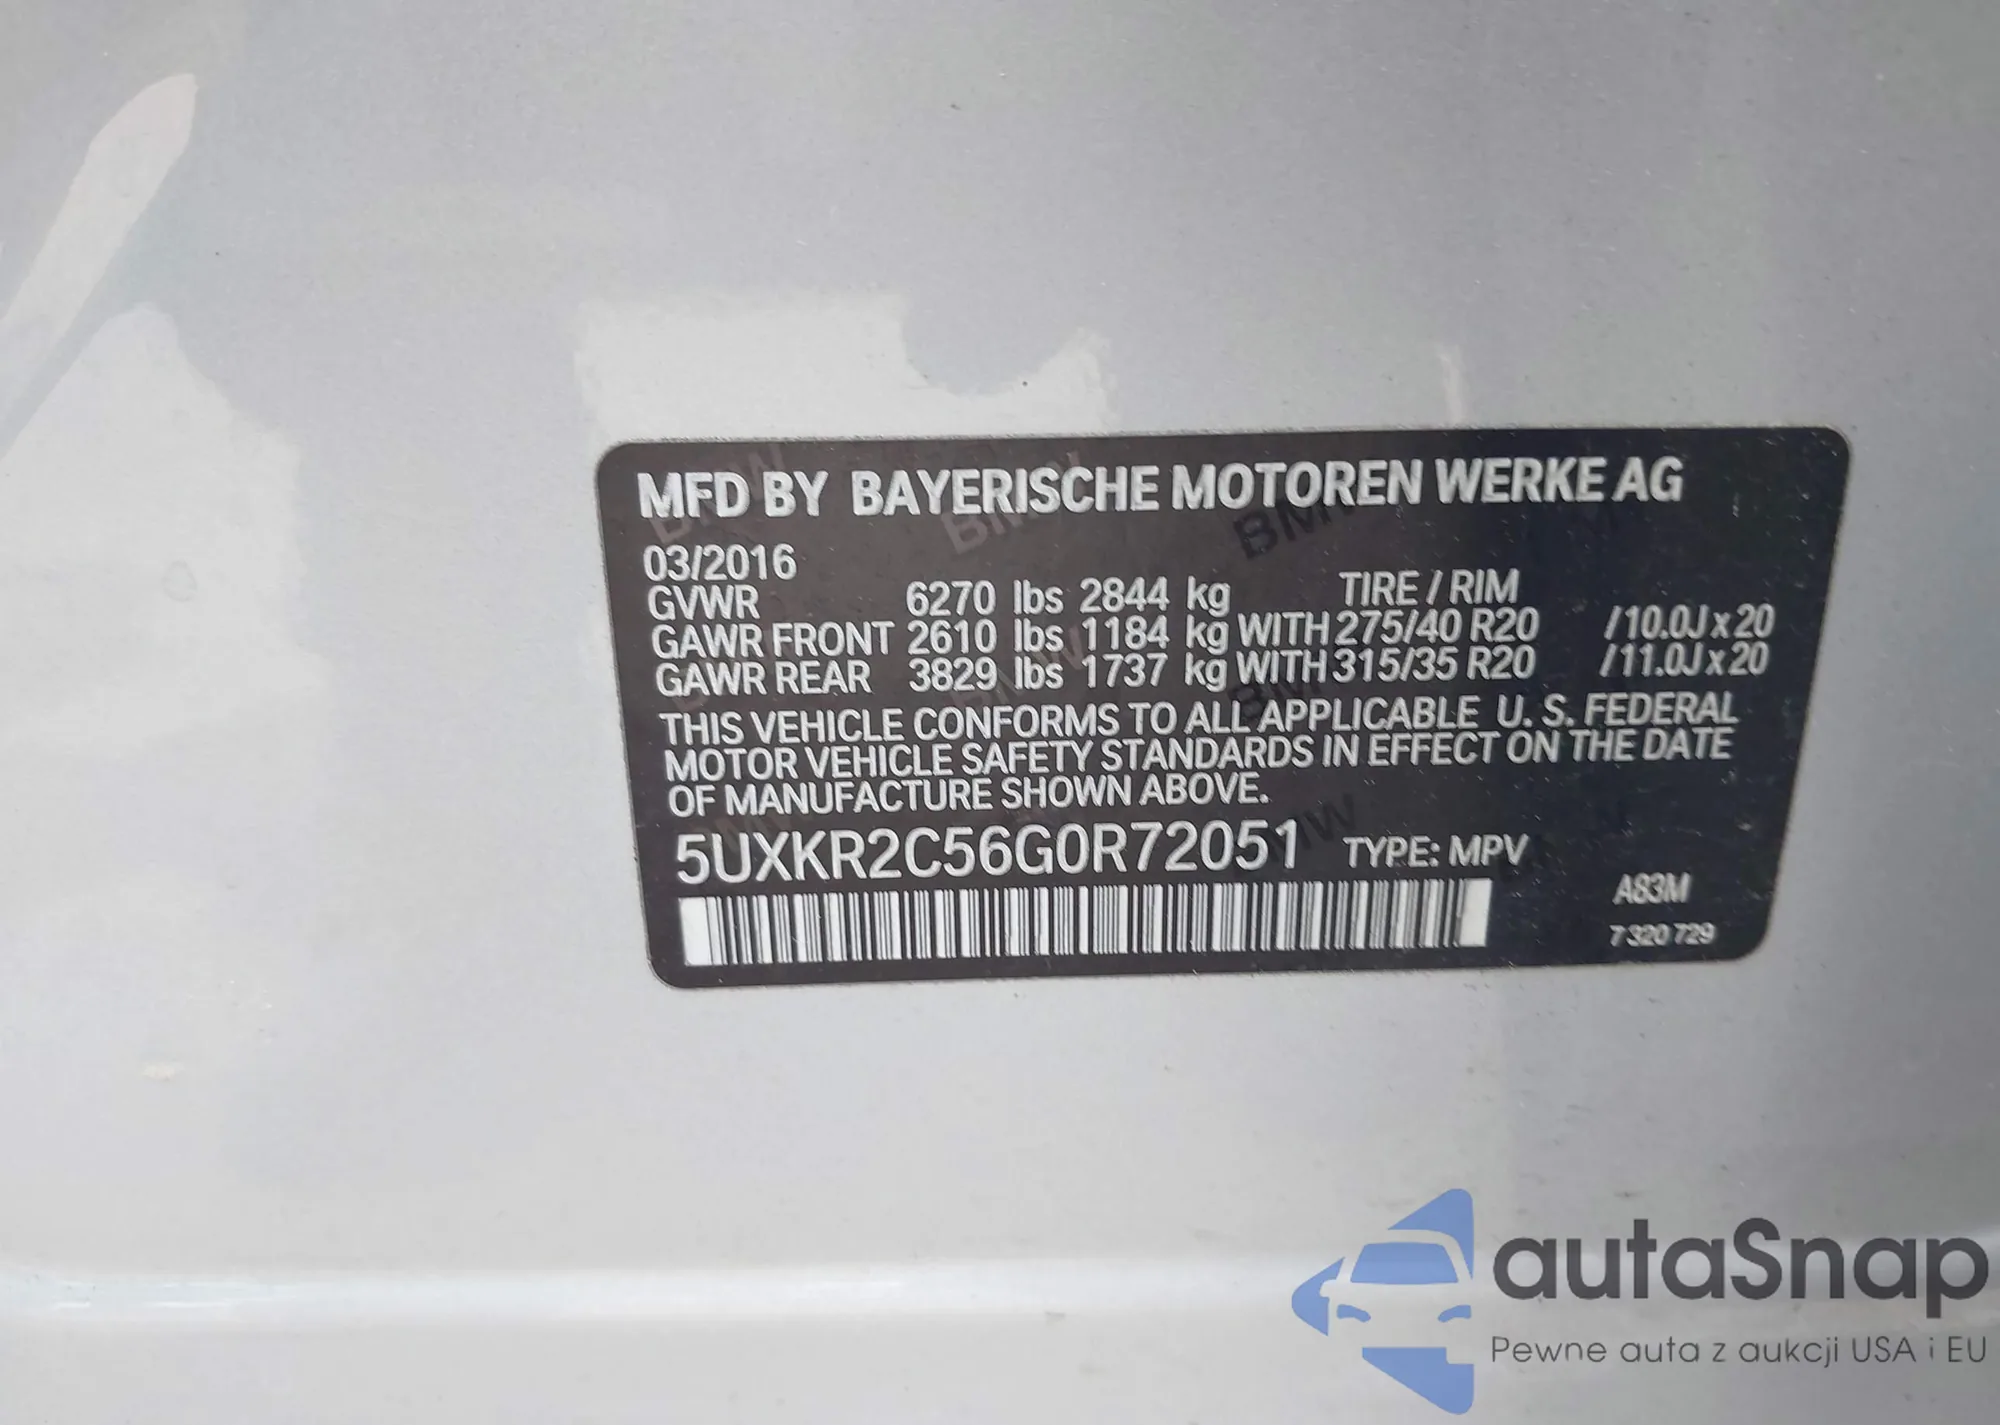 MFD BY BAYERISCHE MOTOREN WERKE AG
03/2016
GVWR 6270 lbs 2844 kg TIRE / RIM
GAWR FRONT 2610 lbs 1184 kg WITH 275/40 R20 /10.0J x 20
GAWR REAR 3829 lbs 1737 kg WITH 315/35 R20 /11.0J x 20
THIS VEHICLE CONFORMS TO ALL APPLICABLE U. S. FEDERAL
MOTOR VEHICLE SAFETY STANDARDS IN EFFECT ON THE DATE
OF MANUFACTURE SHOWN ABOVE.
5UXKR2C56G0R72051 TYPE: MPV
A83M
7 320 729
autaSnap
Pewne auta z aukcji USA i EU